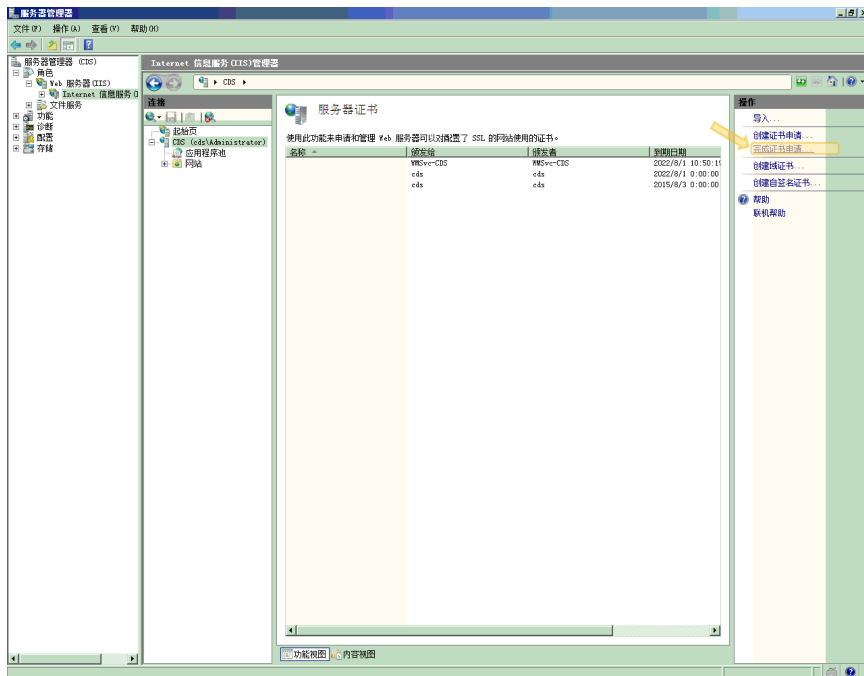 服务器管理器
文件(F) 操作(A) 查看(V) 帮助(H)
服务器管理器 (CDS)
角色
Web 服务器(IIS)
Internet 信息服务(I
文件服务
功能
诊断
配置
存储
Internet 信息服务(IIS)管理器
CDS
连接
起始页
CDS (cds\Administrator)
应用程序池
网站
服务器证书
使用此功能来申请和管理 Web 服务器可以对配置了 SSL 的网站使用的证书。
名称 颁发给 颁发者 到期日期
WMSvc-CDS WMSvc-CDS 2022/8/1 10:50:19
cds cds 2022/8/1 0:00:00
cds cds 2015/8/3 0:00:00
功能视图 内容视图
操作
导入...
创建证书申请...
完成证书申请...
创建域证书...
创建自签名证书...
帮助
联机帮助